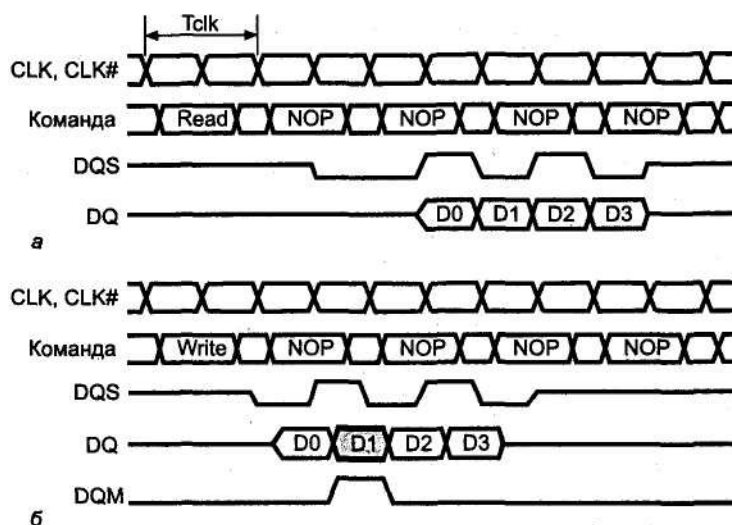 Tclk
CLK, CLK#
Команда Read NOP NOP NOP NOP
DQS
DQ D0 D1 D2 D3
а
CLK, CLK#
Команда Write NOP NOP NOP NOP
DQS
DQ D0 D1 D2 D3
DQM
б